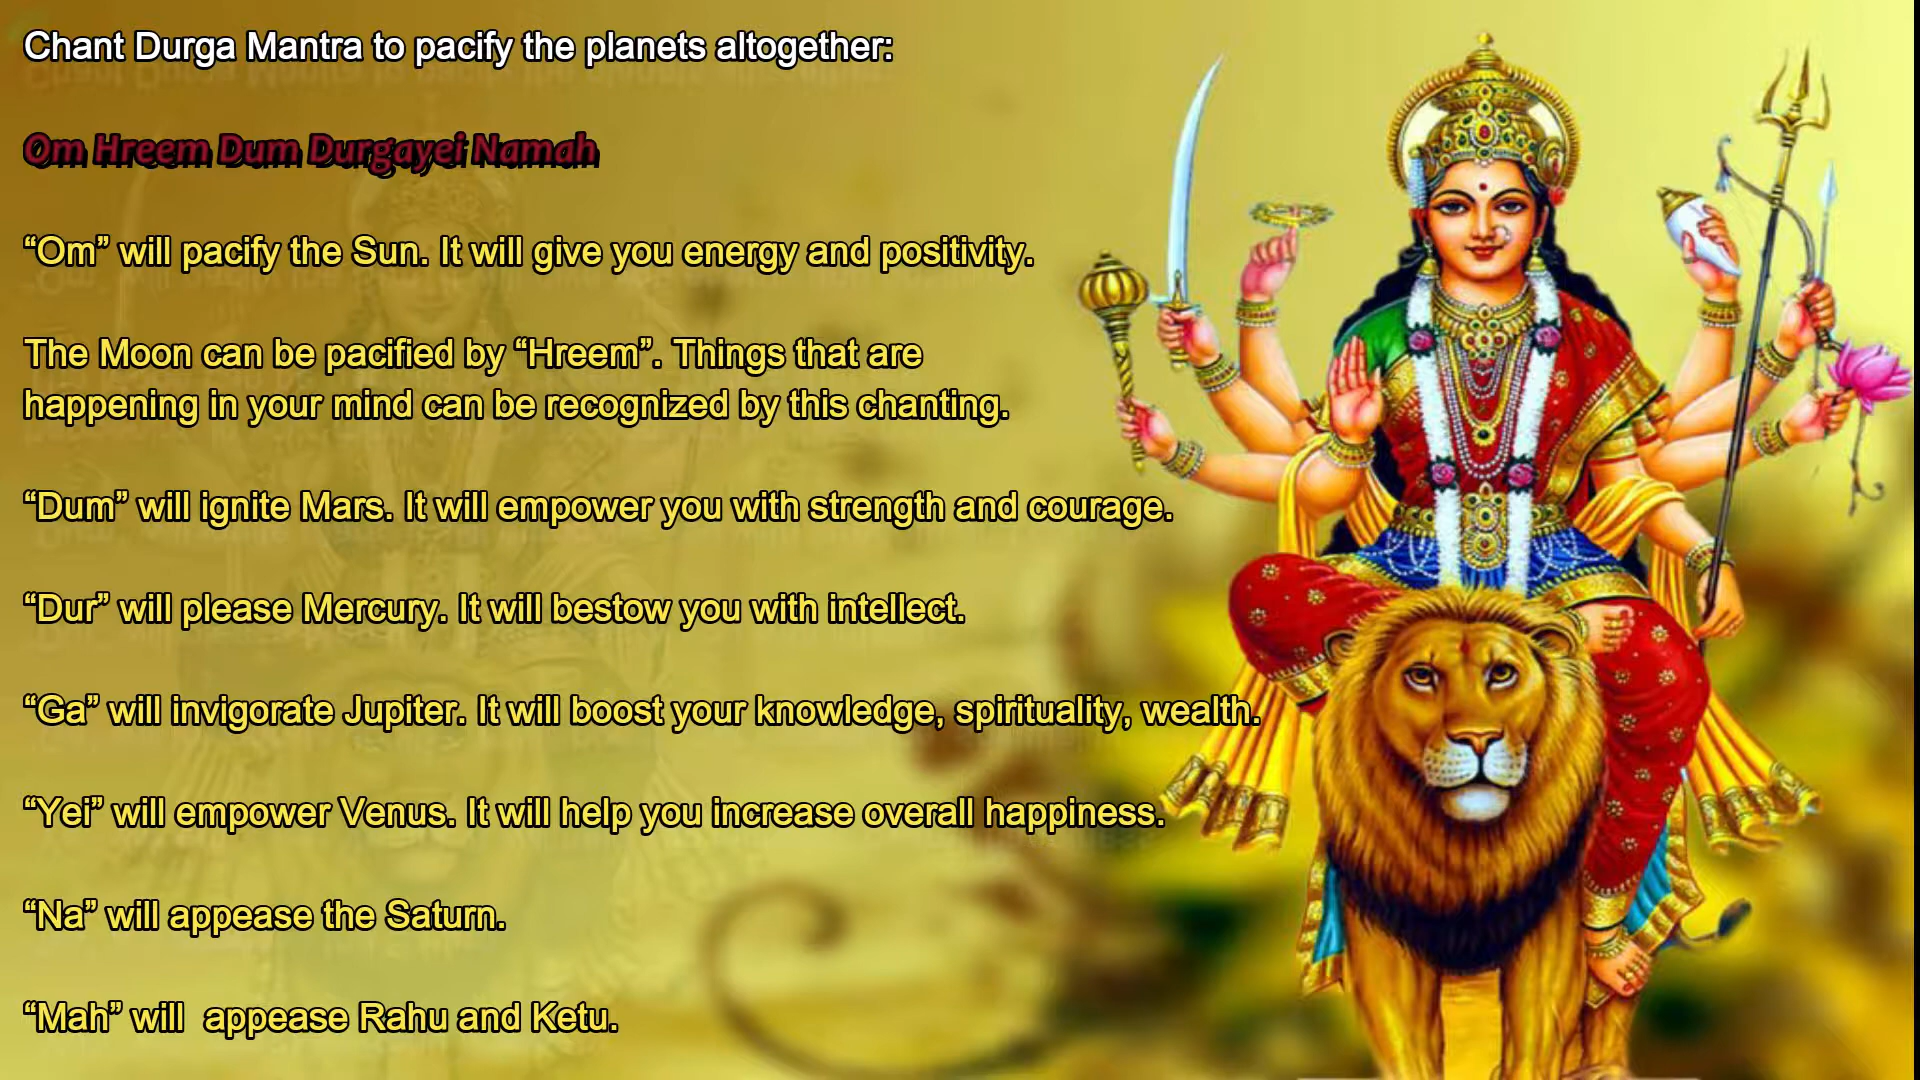 Chant Durga Mantra to pacify the planets altogether:
Om Hreem Dum Durgayei Namah
“Om” will pacify the Sun. It will give you energy and positivity.
The Moon can be pacified by “Hreem”. Things that are
happening in your mind can be recognized by this chanting.
“Dum” will ignite Mars. It will empower you with strength and courage.
“Dur” will please Mercury. It will bestow you with intellect.
“Ga” will invigorate Jupiter. It will boost your knowledge, spirituality, wealth.
“Yei” will empower Venus. It will help you increase overall happiness.
“Na” will appease the Saturn.
“Mah” will  appease Rahu and Ketu.